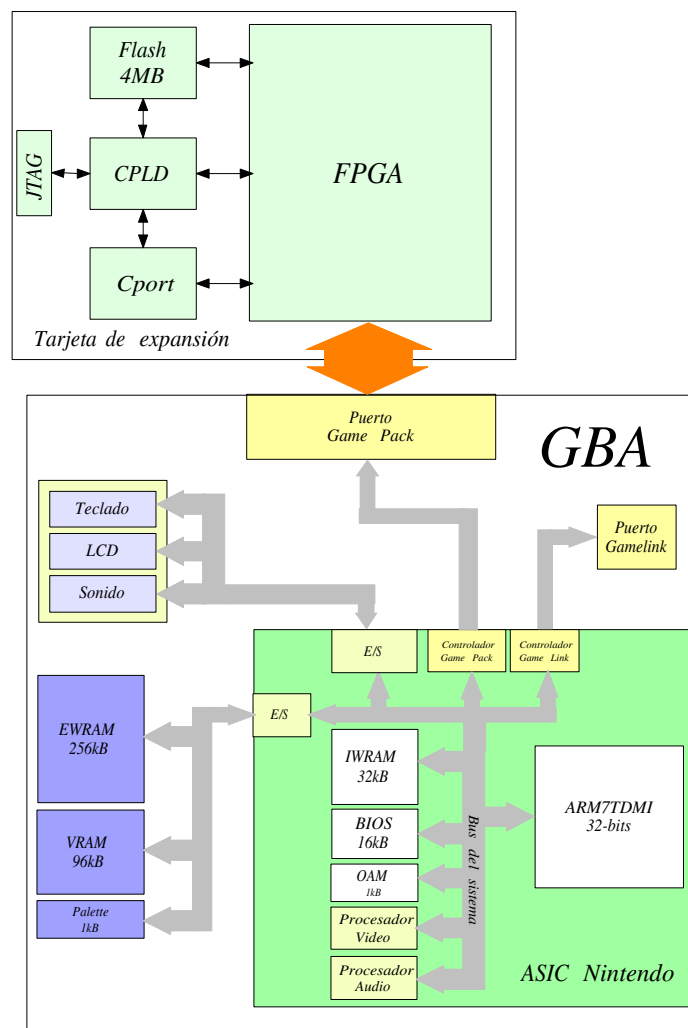 Flash
4MB
CPLD
JTAG
Cport
FPGA
Tarjeta de expansión
Puerto
Game Pack
GBA
Teclado
LCD
Sonido
Puerto
Gamelink
E/S
Controlador
Game Pack
Controlador
Game Link
E/S
EWRAM
256kB
VRAM
96kB
Palette
1kB
IWRAM
32kB
BIOS
16kB
OAM
1kB
Procesador
Video
Procesador
Audio
Bus del sistema
ARM7TDMI
32-bits
ASIC Nintendo